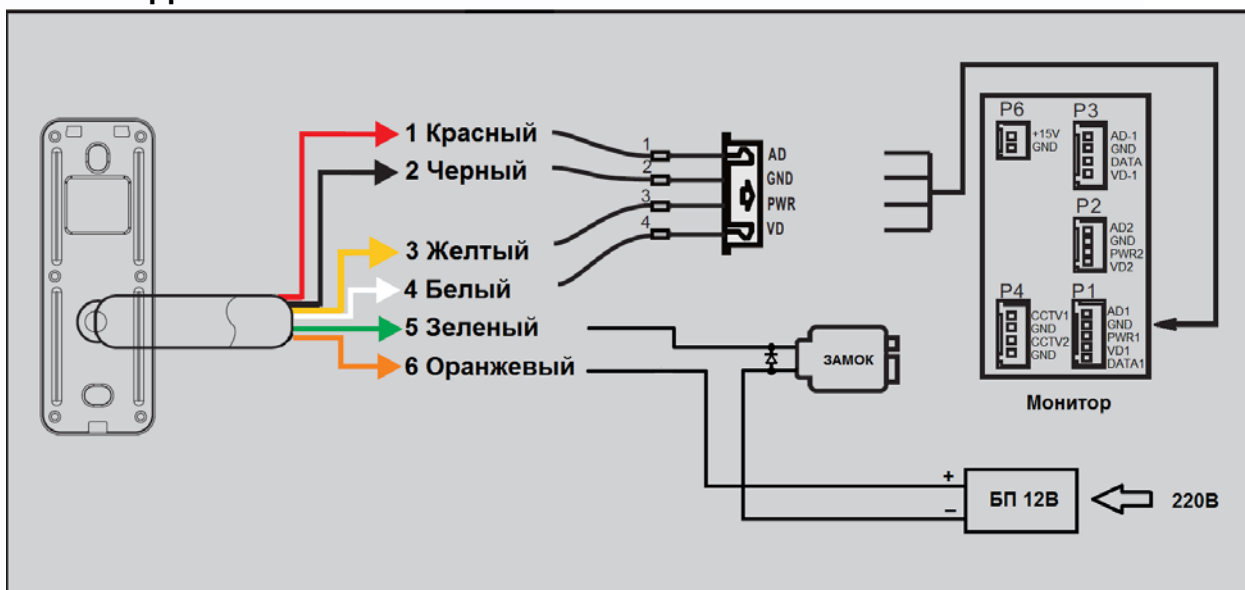 1 Красный
2 Черный
3 Желтый
4 Белый
5 Зеленый
6 Оранжевый
1
2
3
4
AD
GND
PWR
VD
P6
+15V
GND
P3
AD-1
GND
DATA
VD-1
P2
AD2
GND
PWR2
VD2
P4
CCTV1
GND
CCTV2
GND
P1
AD1
GND
PWR1
VD1
DATA1
Монитор
ЗАМОК
+
–
БП 12В
220В